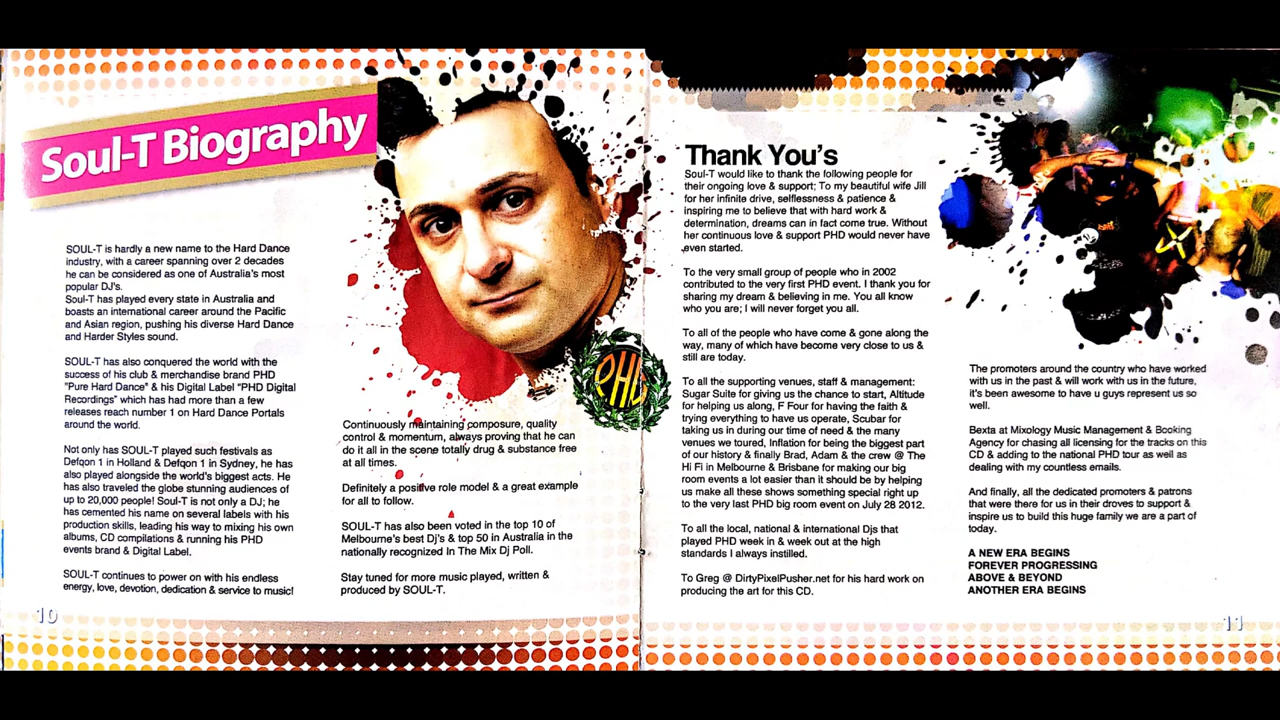 Soul-T Biography
SOUL-T is hardly a new name to the Hard Dance
industry, with a career spanning over 2 decades
he can be considered as one of Australia's most
popular DJ's.
Soul-T has played every state in Australia and
boasts an international career around the Pacific
and Asian region, pushing his diverse Hard Dance
and Harder Styles sound.
SOUL-T has also conquered the world with the
success of his club & merchandise brand PHD
"Pure Hard Dance" & his Digital Label "PHD Digital
Recordings" which has had more than a few
releases reach number 1 on Hard Dance Portals
around the world.
Not only has SOUL-T played such festivals as
Defqon 1 in Holland & Defqon 1 in Sydney, he has
also played alongside the world's biggest acts. He
has also traveled the globe stunning audiences of
up to 20,000 people! Soul-T is not only a DJ; he
has cemented his name on several labels with his
production skills, leading his way to mixing his own
albums, CD compilations & running his PHD
events brand & Digital Label.
SOUL-T continues to power on with his endless
energy, love, devotion, dedication & service to music!
10
PHD
Continuously maintaining composure, quality
control & momentum, always proving that he can
do it all in the scene totally drug & substance free
at all times.
Definitely a positive role model & a great example
for all to follow.
SOUL-T has also been voted in the top 10 of
Melbourne's best Dj's & top 50 in Australia in the
nationally recognized In The Mix Dj Poll.
Stay tuned for more music played, written &
produced by SOUL-T.
Thank You's
Soul-T would like to thank the following people for
their ongoing love & support; To my beautiful wife Jill
for her infinite drive, selflessness & patience &
inspiring me to believe that with hard work &
determination, dreams can in fact come true. Without
her continuous love & support PHD would never have
even started.
To the very small group of people who in 2002
contributed to the very first PHD event. I thank you for
sharing my dream & believing in me. You all know
who you are; I will never forget you all.
To all of the people who have come & gone along the
way, many of which have become very close to us &
still are today.
To all the supporting venues, staff & management:
Sugar Suite for giving us the chance to start, Altitude
for helping us along, F Four for having the faith &
trying everything to have us operate, Scubar for
taking us in during our time of need & the many
venues we toured, Inflation for being the biggest part
of our history & finally Brad, Adam & the crew @ The
Hi Fi in Melbourne & Brisbane for making our big
room events a lot easier than it should be by helping
us make all these shows something special right up
to the very last PHD big room event on July 28 2012.
To all the local, national & international Djs that
played PHD week in & week out at the high
standards I always instilled.
To Greg @ DirtyPixelPusher.net for his hard work on
producing the art for this CD.
The promoters around the country who have worked
with us in the past & will work with us in the future,
it's been awesome to have u guys represent us so
well.
Bexta at Mixology Music Management & Booking
Agency for chasing all licensing for the tracks on this
CD & adding to the national PHD tour as well as
dealing with my countless emails.
And finally, all the dedicated promoters & patrons
that were there for us in their droves to support &
inspire us to build this huge family we are a part of
today.
A NEW ERA BEGINS
FOREVER PROGRESSING
ABOVE & BEYOND
ANOTHER ERA BEGINS
11